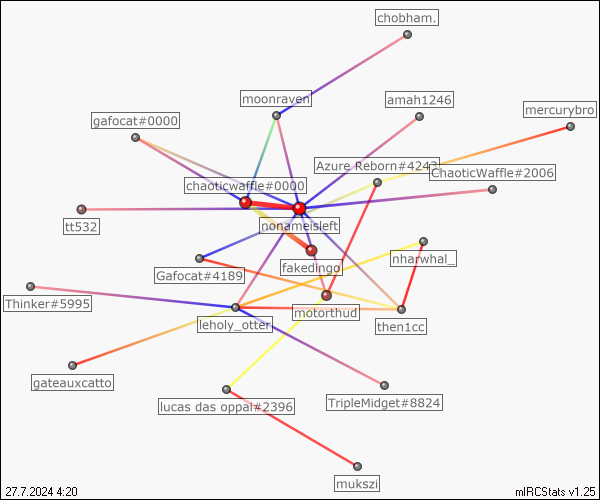 chobham.
moonraven
amah1246
mercurybro
gafocat#0000
Azure Reborn#4243
ChaoticWaffle#2006
chaoticwaffle#0000
tt532
nonameisleft
fakedingo
nharwhal_
Gafocat#4189
Thinker#5995
motorthud
leholy_otter
then1cc
gateauxcatto
lucas das oppai#2396
TripleMidget#8824
mukszi
27.7.2024 4:20
mIRCStats v1.25